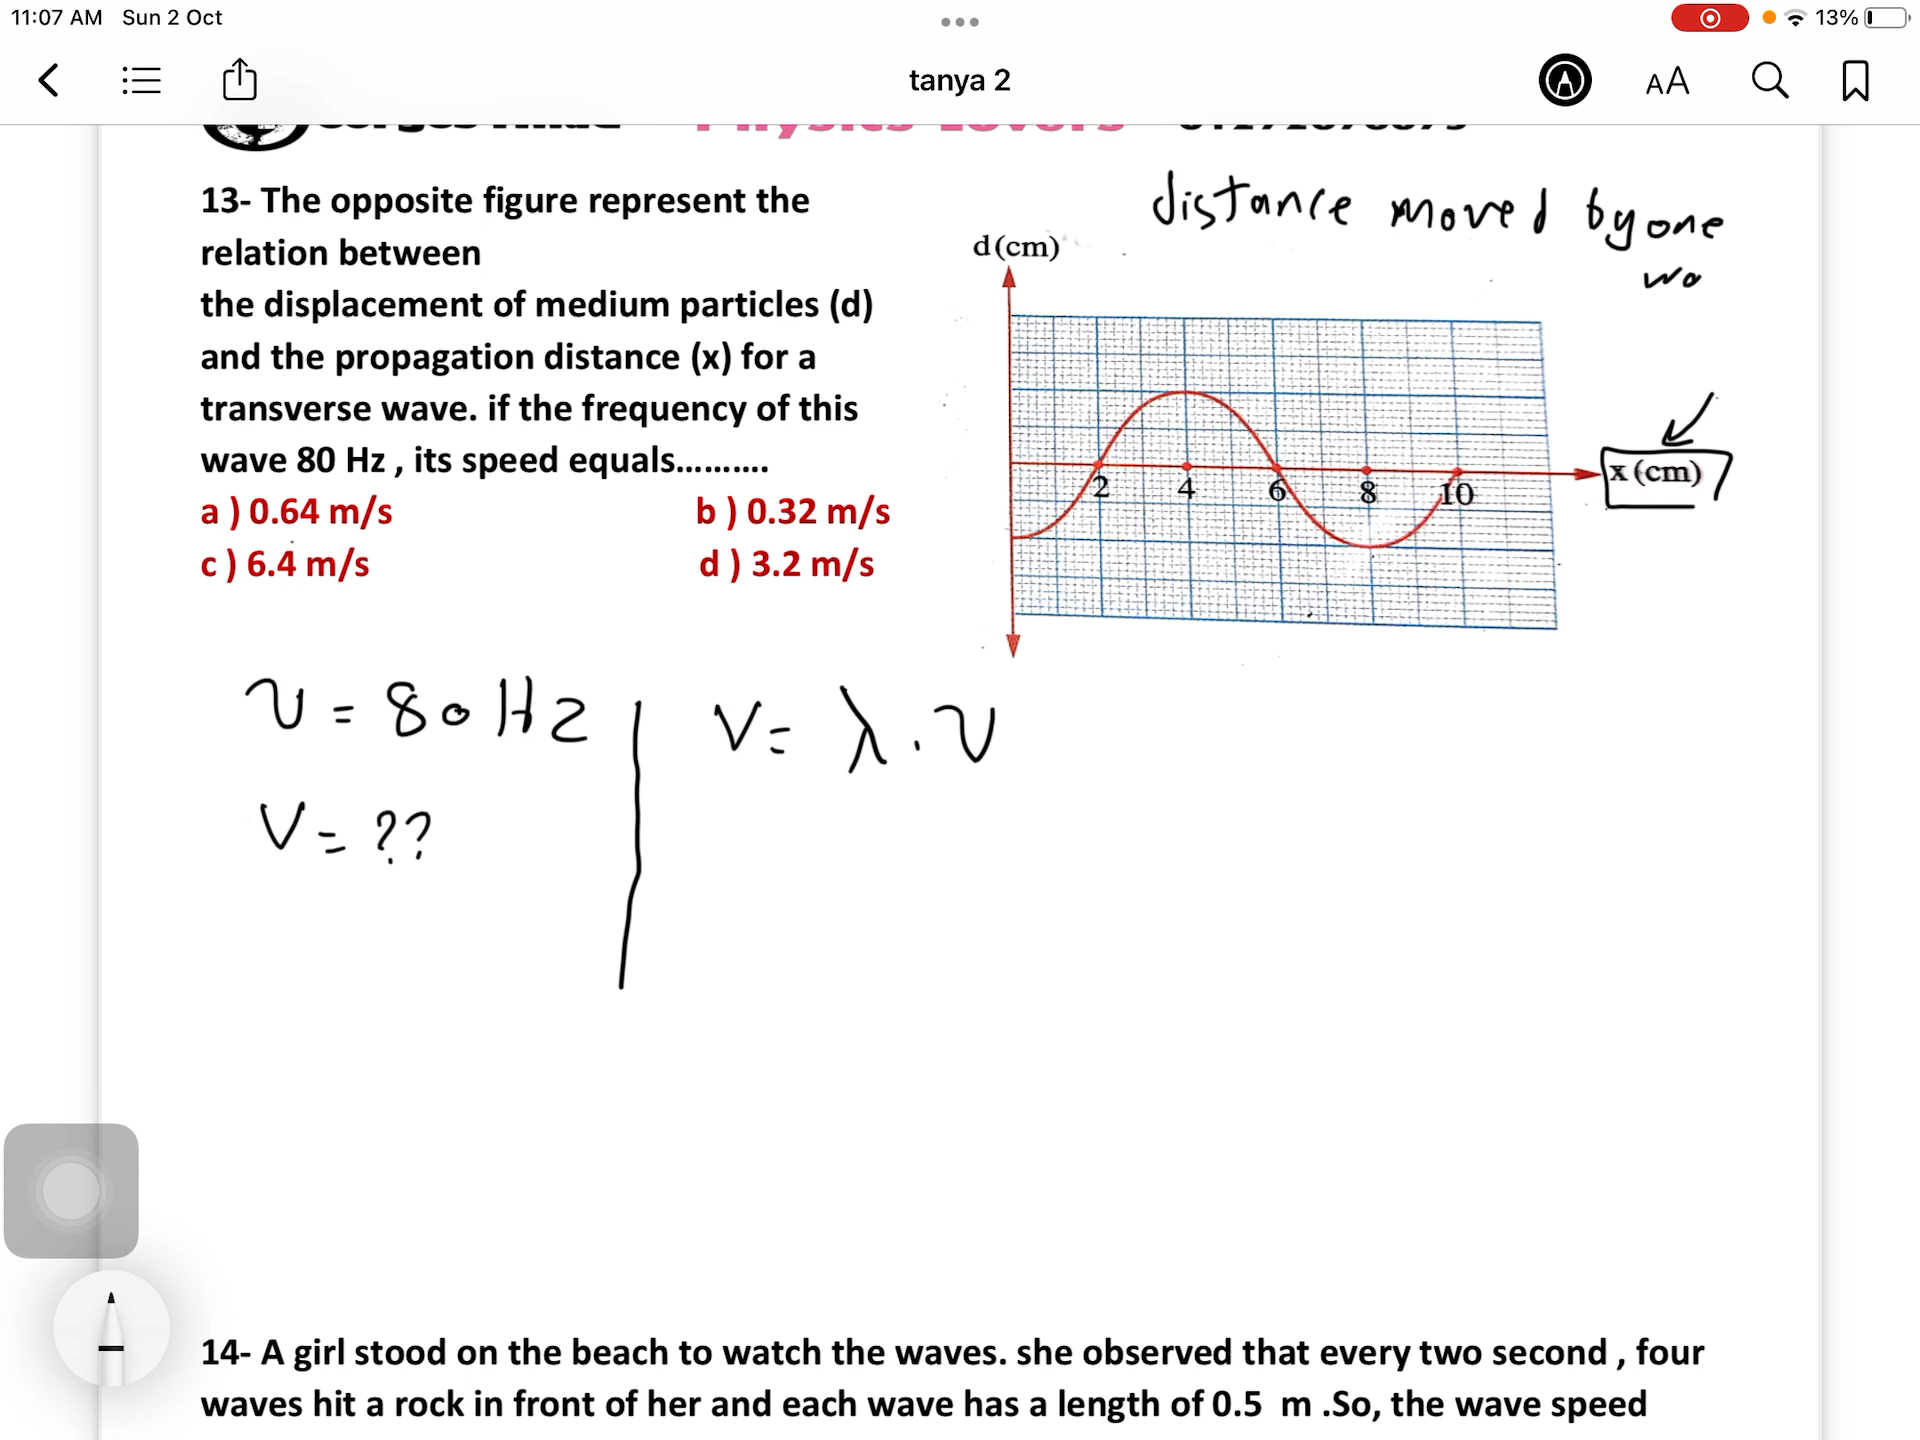 11:07 AM Sun 2 Oct
13%
tanya 2
AA
Physics Lovers
13- The opposite figure represent the
relation between
the displacement of medium particles (d)
and the propagation distance (x) for a
transverse wave. if the frequency of this
wave 80 Hz , its speed equals..........
a ) 0.64 m/s b ) 0.32 m/s
c ) 6.4 m/s d ) 3.2 m/s
distance moved by one
wa
d(cm)
x (cm)
2 4 6 8 10
ν = 80 Hz
V = λ . ν
V = ??
14- A girl stood on the beach to watch the waves. she observed that every two second , four
waves hit a rock in front of her and each wave has a length of 0.5 m .So, the wave speed